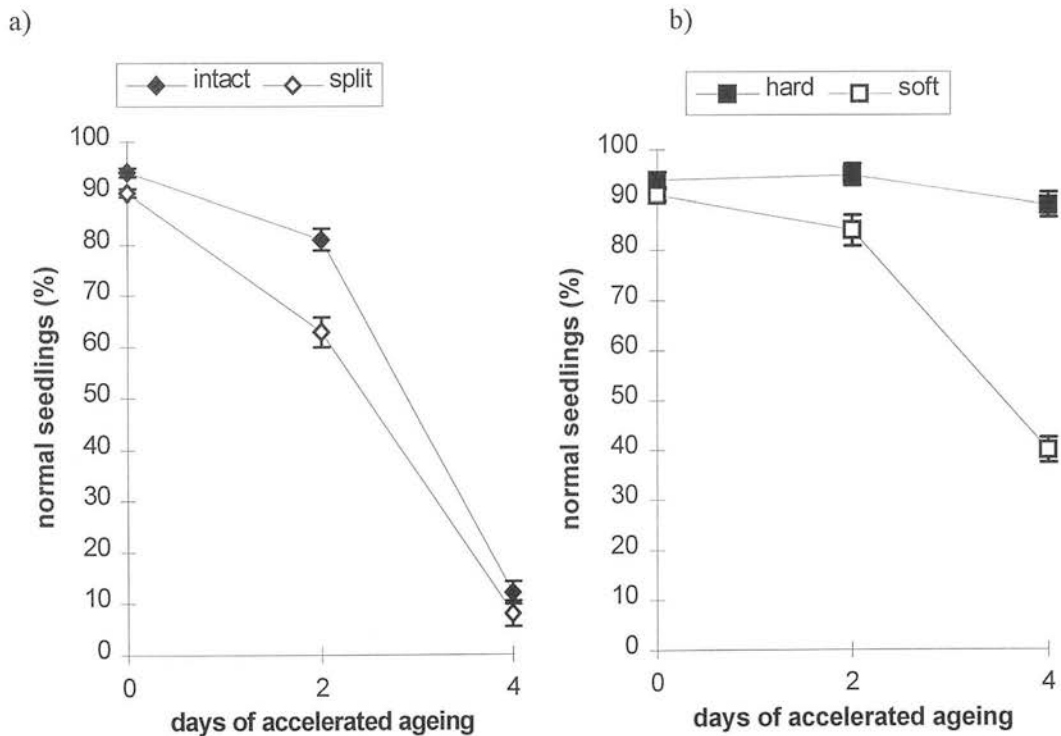 a)
intact split
100
90
80
70
60
50
40
30
20
10
0
normal seedlings (%)
0 2 4
days of accelerated ageing
b)
hard soft
100
90
80
70
60
50
40
30
20
10
0
normal seedlings (%)
0 2 4
days of accelerated ageing